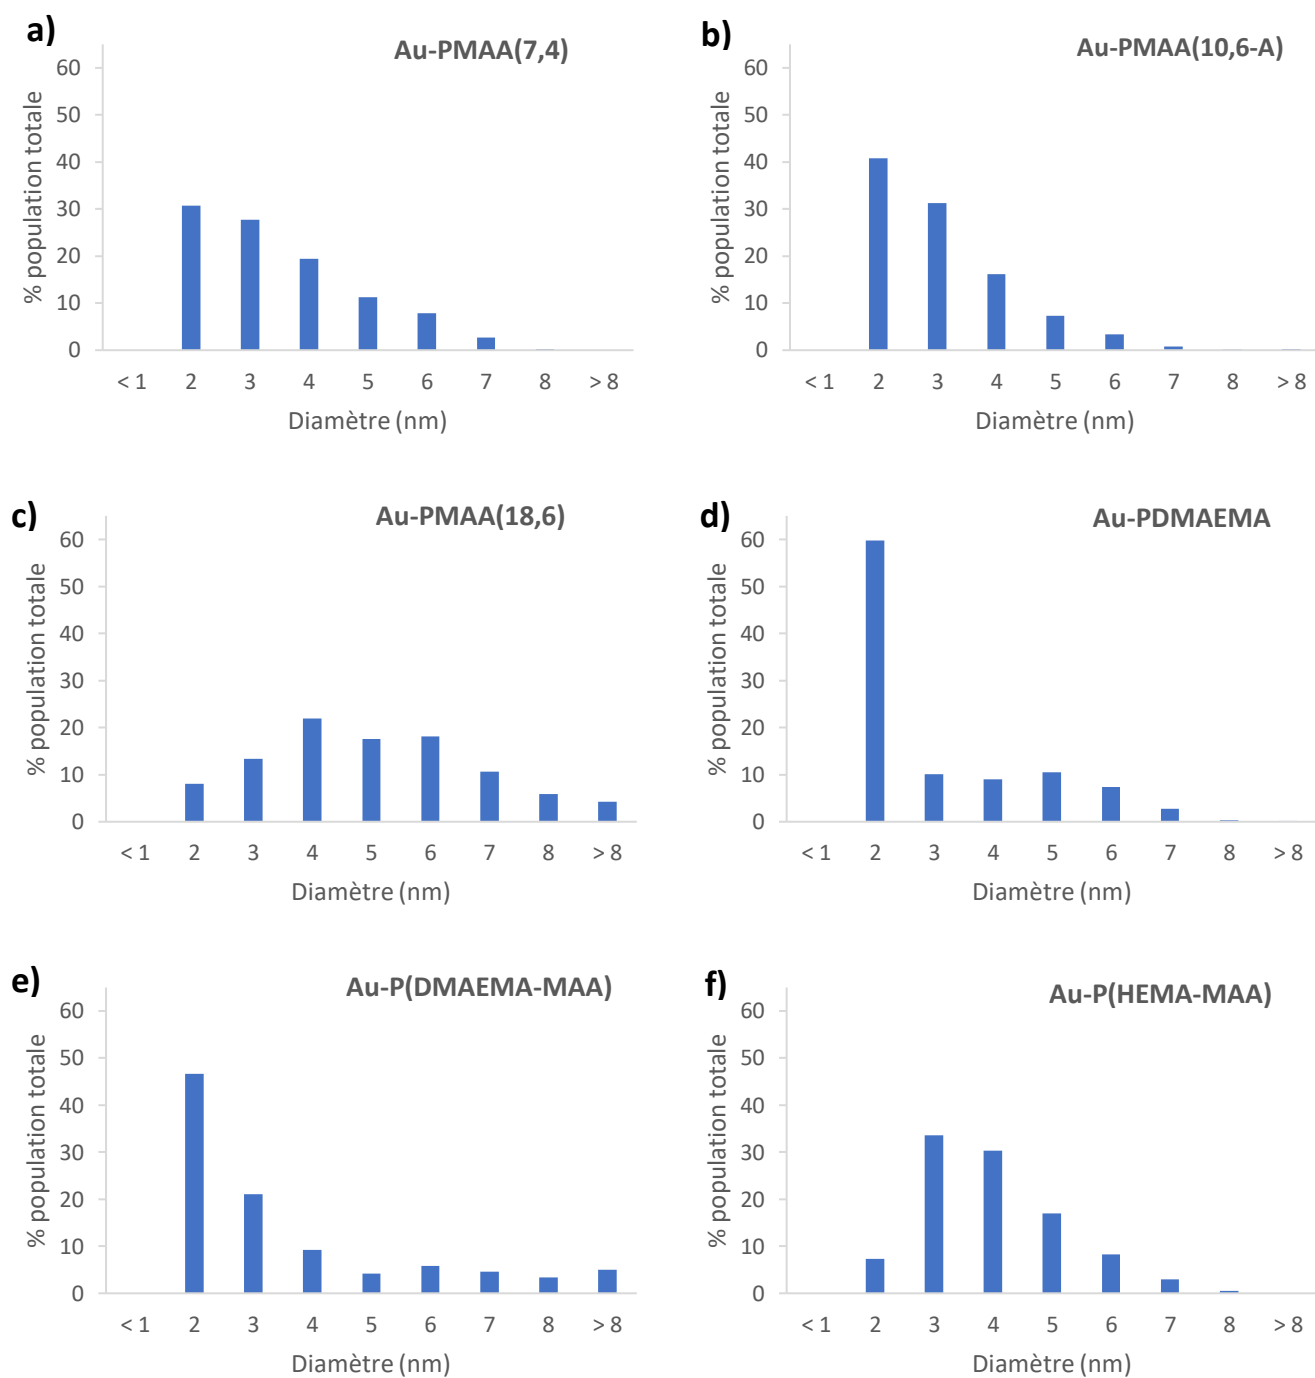 a)
Au-PMAA(7,4)
% population totale
60
50
40
30
20
10
0
< 1 2 3 4 5 6 7 8 > 8
Diamètre (nm)
b)
Au-PMAA(10,6-A)
% population totale
60
50
40
30
20
10
0
< 1 2 3 4 5 6 7 8 > 8
Diamètre (nm)
c)
Au-PMAA(18,6)
% population totale
60
50
40
30
20
10
0
< 1 2 3 4 5 6 7 8 > 8
Diamètre (nm)
d)
Au-PDMAEMA
% population totale
60
50
40
30
20
10
0
< 1 2 3 4 5 6 7 8 > 8
Diamètre (nm)
e)
Au-P(DMAEMA-MAA)
% population totale
60
50
40
30
20
10
0
< 1 2 3 4 5 6 7 8 > 8
Diamètre (nm)
f)
Au-P(HEMA-MAA)
% population totale
60
50
40
30
20
10
0
< 1 2 3 4 5 6 7 8 > 8
Diamètre (nm)